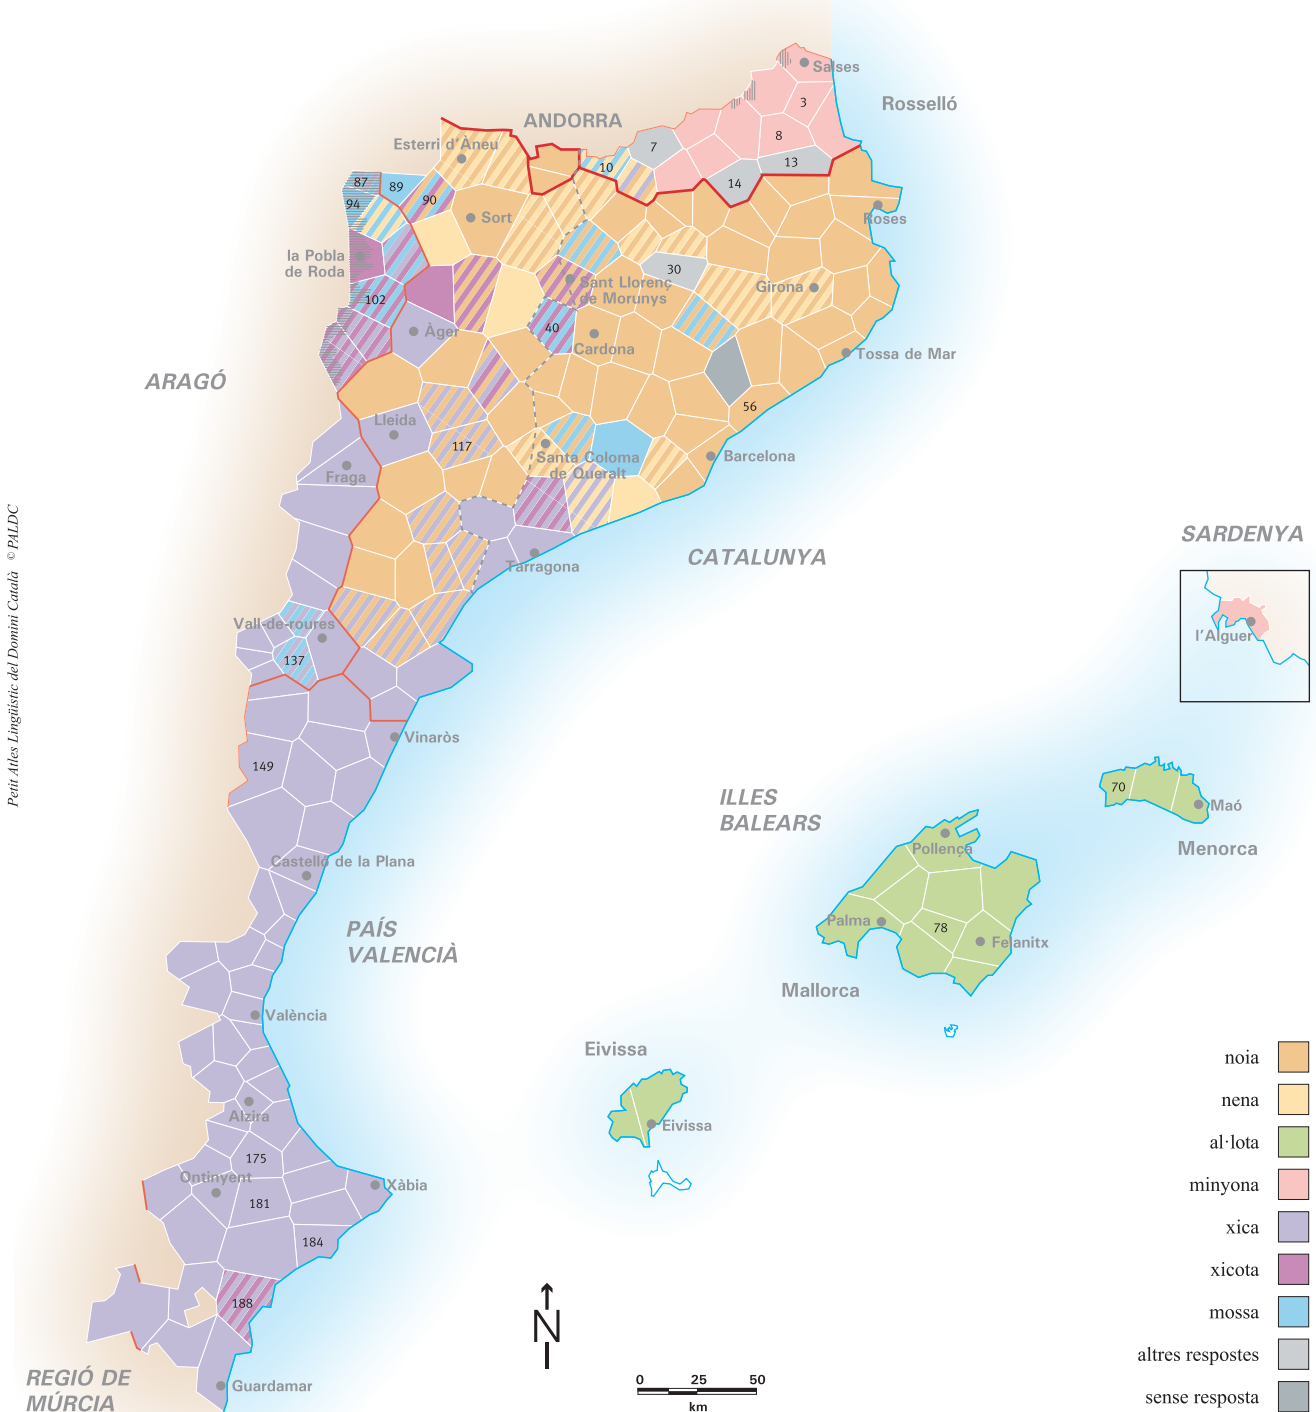 Salses
Rosselló
3
ANDORRA
8
Esterri d'Àneu
7
13
10
87
89
14
90
94
Sort
Roses
la Pobla
de Roda
30
Sant Llorenç
de Morunys
Girona
102
40
Àger
Cardona
Tossa de Mar
ARAGÓ
56
Lleida
117
Santa Coloma
de Queralt
Barcelona
Fraga
Petit Atles Lingüístic del Domini Català © PALDC
CATALUNYA
SARDENYA
Tarragona
Vall-de-roures
l'Alguer
137
Vinaròs
149
ILLES
BALEARS
70
Maó
Menorca
Pollença
Castelló de la Plana
Palma
78
Felanitx
PAÍS
VALENCIÀ
Mallorca
València
Eivissa
Alzira
Eivissa
175
Ontinyent
Xàbia
181
184
188
REGIÓ DE
MÚRCIA
Guardamar
N
0 25 50
km
noia
nena
al·lota
minyona
xica
xicota
mossa
altres respostes
sense resposta